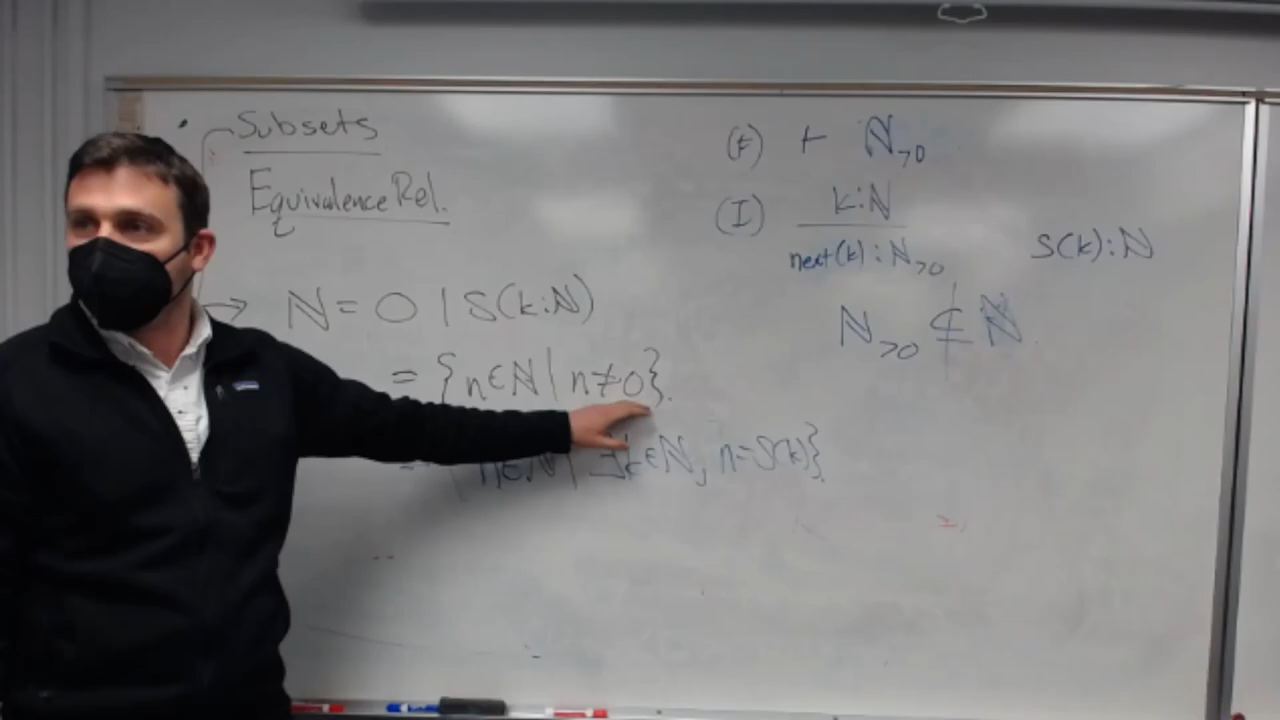 Subsets
Equivalence Rel.
ℕ = 0 | S(k:ℕ)
= {n∈ℕ | n≠0}.
n∈ℕ | ∃k∈ℕ, n=S(k)}.
(F) ⊢ ℕ>0
(I) k:ℕ
next(k) : ℕ>0
S(k):ℕ
ℕ>0 ⊄ ℕ